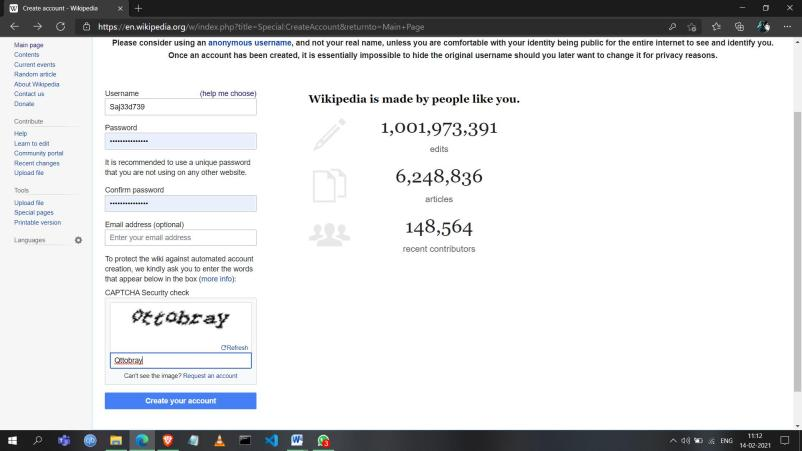 Create account - Wikipedia
https://en.wikipedia.org/w/index.php?title=Special:CreateAccount&returnto=Main+Page
Main page
Contents
Current events
Random article
About Wikipedia
Contact us
Donate
Contribute
Help
Learn to edit
Community portal
Recent changes
Upload file
Tools
Upload file
Special pages
Printable version
Languages
Please consider using an anonymous username, and not your real name, unless you are comfortable with your identity being public for the entire internet to see and identify you.
Once an account has been created, it is essentially impossible to hide the original username should you later want to change it for privacy reasons.
Username (help me choose)
Saj33d739
Password
•••••••••••••••
It is recommended to use a unique password
that you are not using on any other website.
Confirm password
•••••••••••••••
Email address (optional)
Enter your email address
To protect the wiki against automated account
creation, we kindly ask you to enter the words
that appear below in the box (more info):
CAPTCHA Security check
ottobray
Refresh
Ottobray
Can't see the image? Request an account
Create your account
Wikipedia is made by people like you.
1,001,973,391
edits
6,248,836
articles
148,564
recent contributors
3
ENG
11:12
14-02-2021